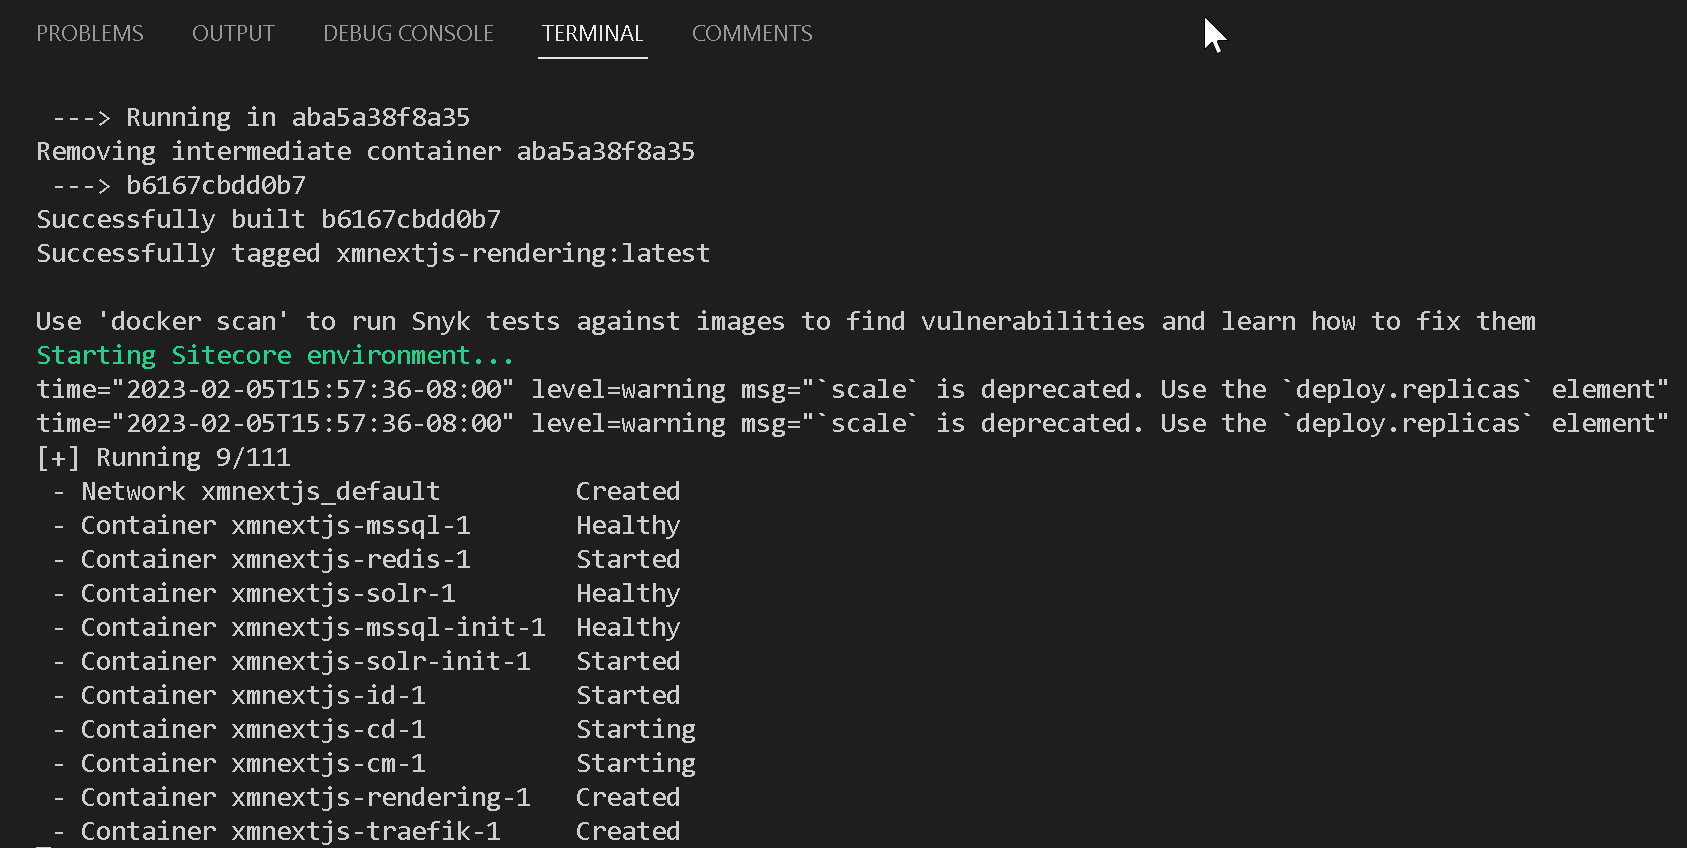 PROBLEMS OUTPUT DEBUG CONSOLE TERMINAL COMMENTS
---> Running in aba5a38f8a35
Removing intermediate container aba5a38f8a35
---> b6167cbdd0b7
Successfully built b6167cbdd0b7
Successfully tagged xmnextjs-rendering:latest
Use 'docker scan' to run Snyk tests against images to find vulnerabilities and learn how to fix them
Starting Sitecore environment...
time="2023-02-05T15:57:36-08:00" level=warning msg="`scale` is deprecated. Use the `deploy.replicas` element"
time="2023-02-05T15:57:36-08:00" level=warning msg="`scale` is deprecated. Use the `deploy.replicas` element"
[+] Running 9/111
- Network xmnextjs_default Created
- Container xmnextjs-mssql-1 Healthy
- Container xmnextjs-redis-1 Started
- Container xmnextjs-solr-1 Healthy
- Container xmnextjs-mssql-init-1 Healthy
- Container xmnextjs-solr-init-1 Started
- Container xmnextjs-id-1 Started
- Container xmnextjs-cd-1 Starting
- Container xmnextjs-cm-1 Starting
- Container xmnextjs-rendering-1 Created
- Container xmnextjs-traefik-1 Created